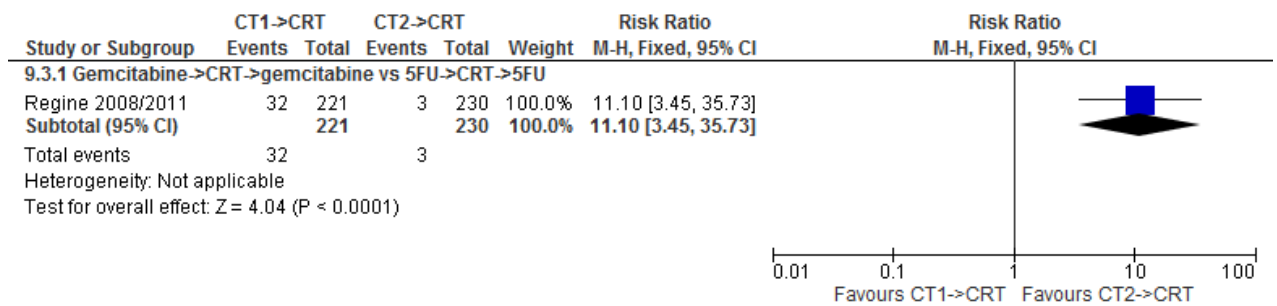 CT1->CRT CT2->CRT Risk Ratio Risk Ratio
Study or Subgroup Events Total Events Total Weight M-H, Fixed, 95% CI M-H, Fixed, 95% CI
9.3.1 Gemcitabine->CRT->gemcitabine vs 5FU->CRT->5FU
Regine 2008/2011 32 221 3 230 100.0% 11.10 [3.45, 35.73]
Subtotal (95% CI) 221 230 100.0% 11.10 [3.45, 35.73]
Total events 32 3
Heterogeneity: Not applicable
Test for overall effect: Z = 4.04 (P < 0.0001)
0.01 0.1 1 10 100
Favours CT1->CRT Favours CT2->CRT